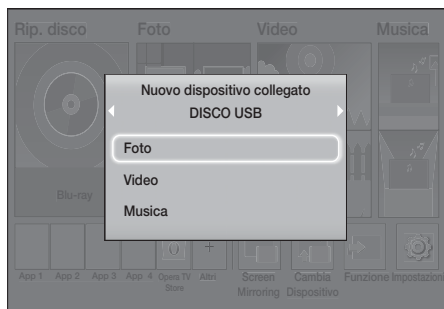 Rip. disco Foto Video Musica
Nuovo dispositivo collegato
DISCO USB
Foto
Video
Musica
Blu-ray
App 1 App 2 App 3 App 4 Opera TV Store Altri Screen Mirroring Cambia Dispositivo Funzione Impostazioni